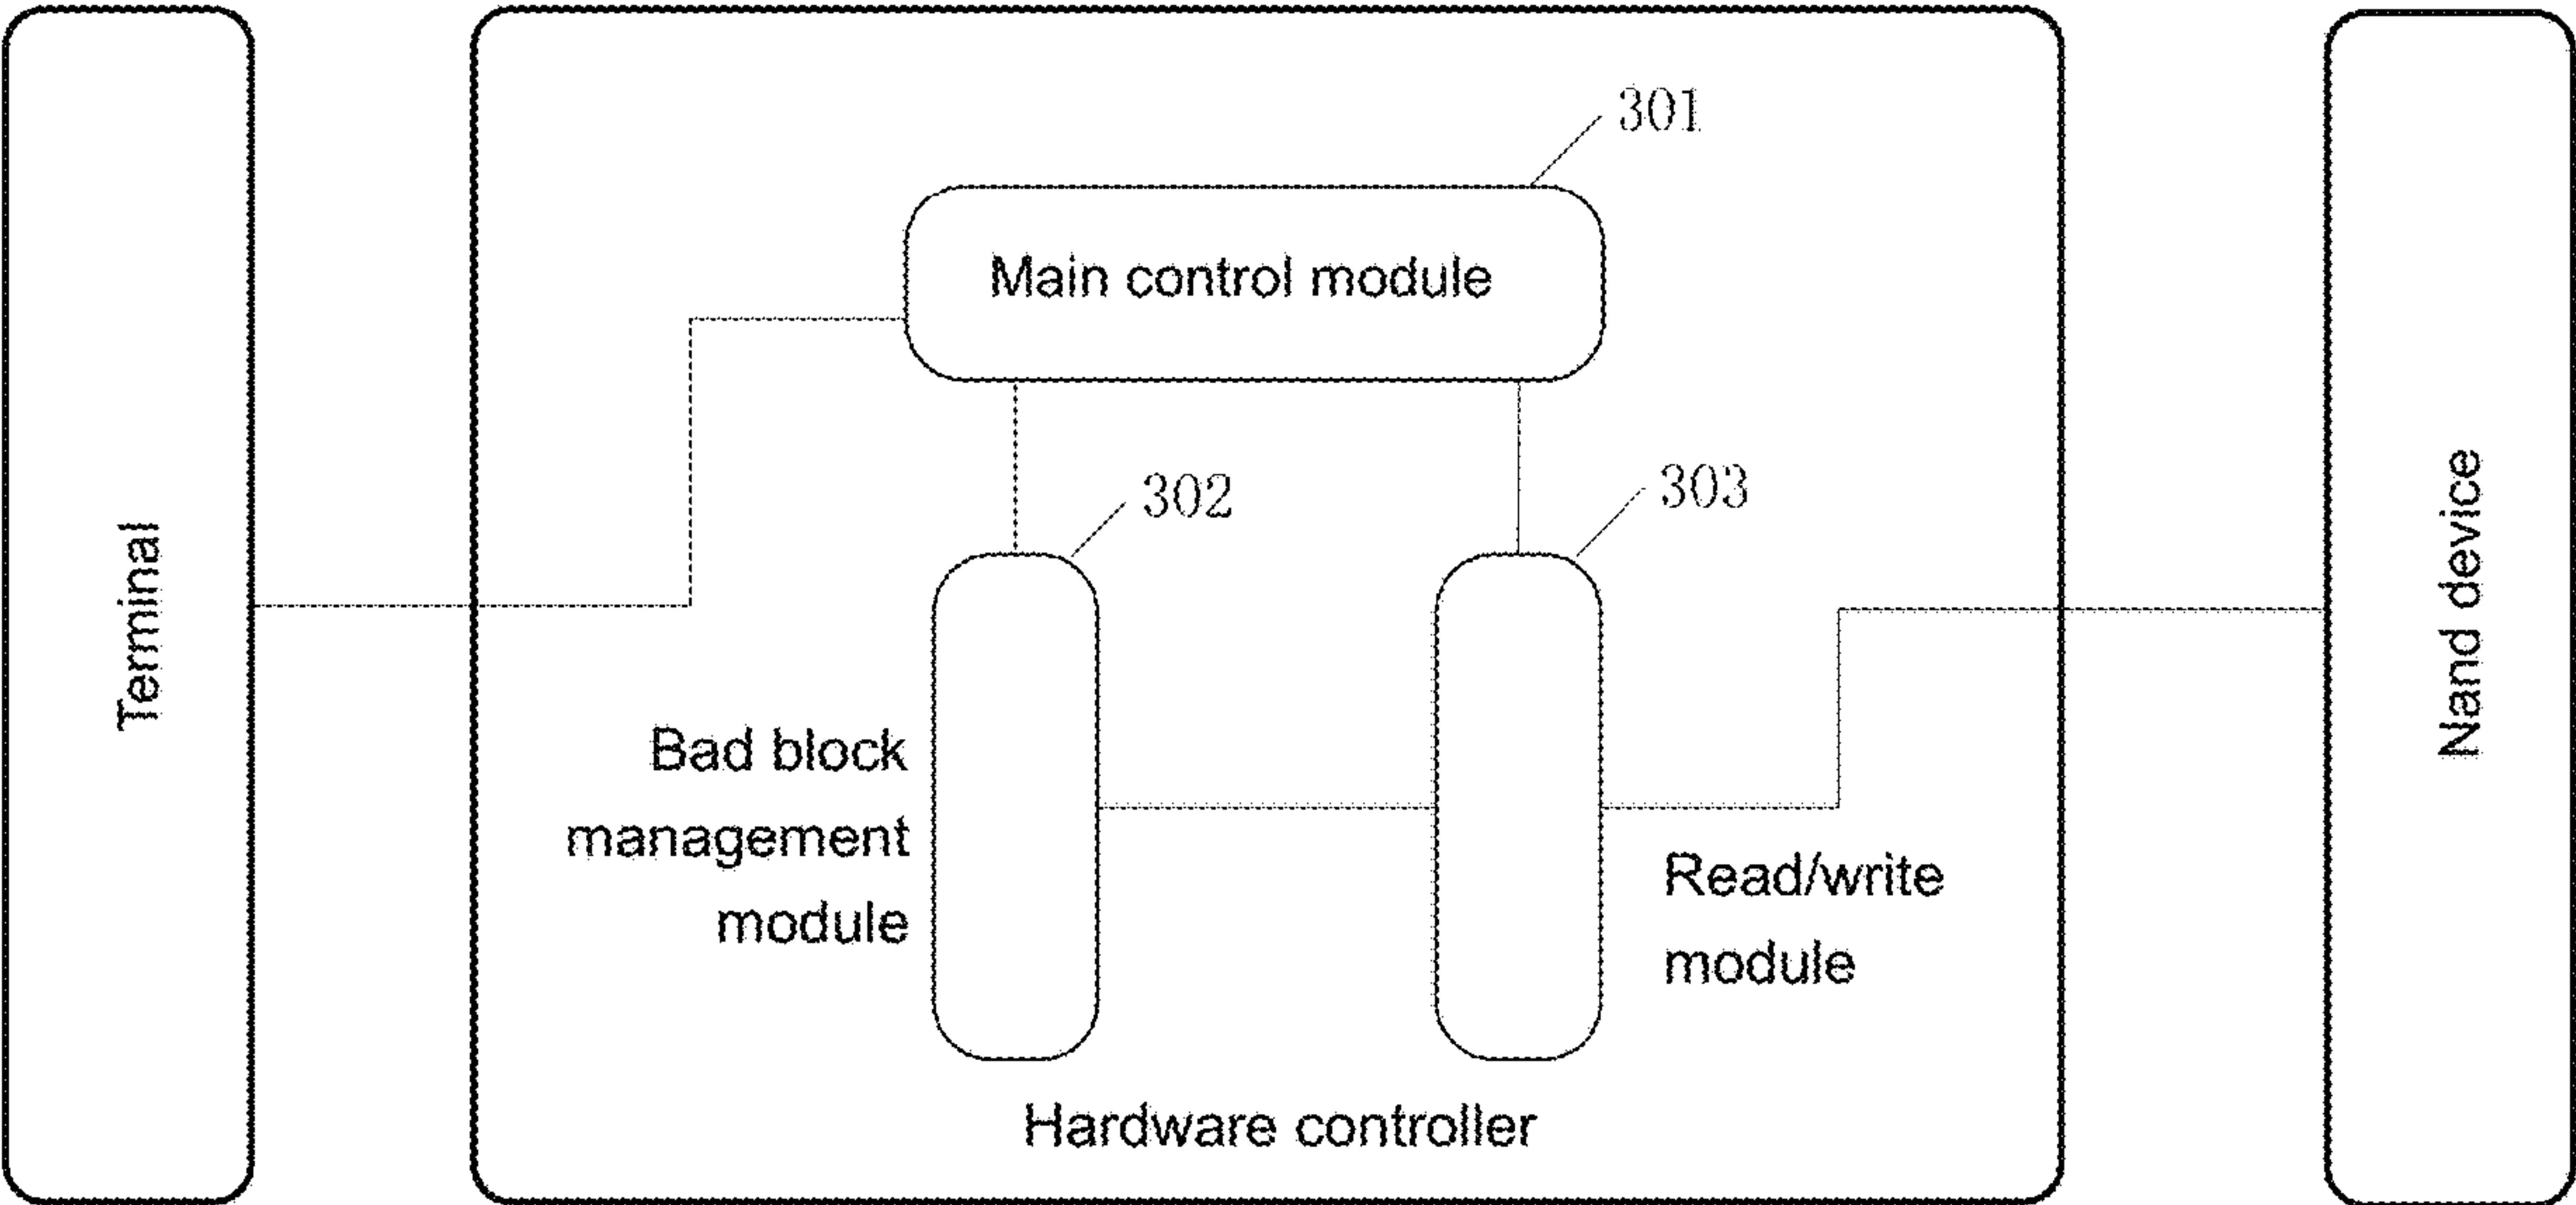 301
Main control module
302
303
Terminal
Nand device
Bad block
management
module
Read/write
module
Hardware controller